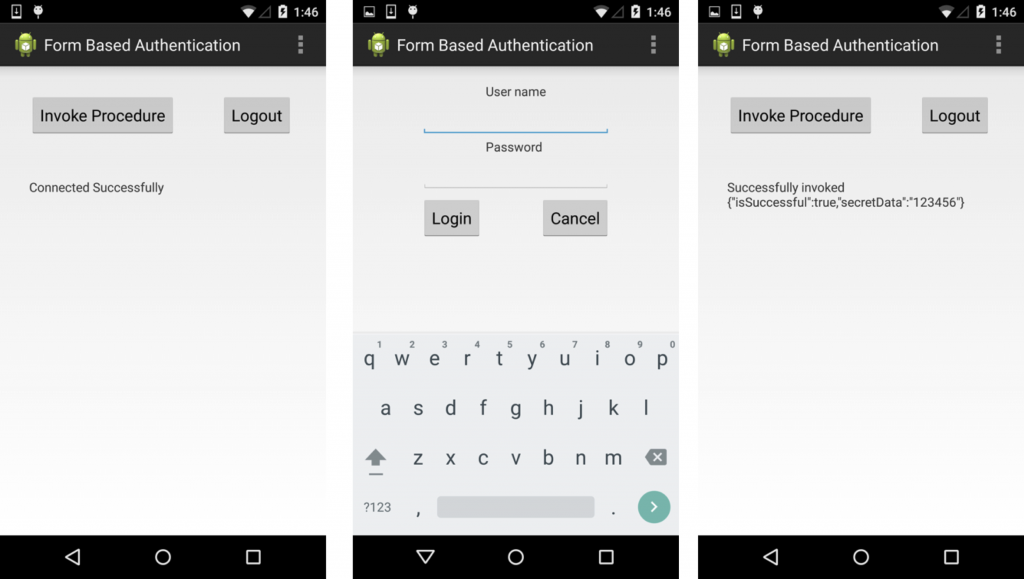 1:46
Form Based Authentication
Invoke Procedure
Logout
Connected Successfully
1:46
Form Based Authentication
User name
Password
Login
Cancel
1 2 3 4 5 6 7 8 9 0
q w e r t y u i o p
a s d f g h j k l
z x c v b n m
?123 , .
1:46
Form Based Authentication
Invoke Procedure
Logout
Successfully invoked
{"isSuccessful":true,"secretData":"123456"}